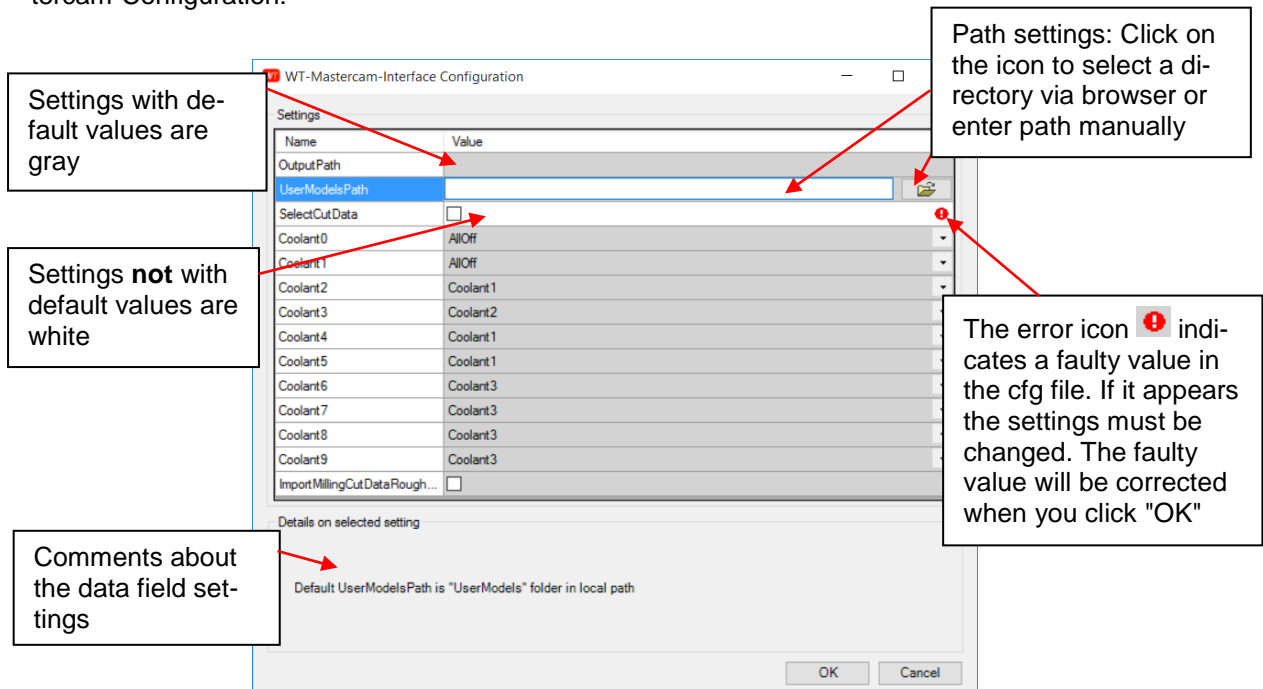 tercam-Configuration.
Path settings: Click on
the icon to select a di-
rectory via browser or
enter path manually
Settings with de-
fault values are
gray
Settings not with
default values are
white
Comments about
the data field set-
tings
WT WT-Mastercam-Interface Configuration
Settings
Name Value
OutputPath
UserModelsPath
SelectCutData
Coolant0 AllOff
Coolant1 AllOff
Coolant2 Coolant1
Coolant3 Coolant2
Coolant4 Coolant1
Coolant5 Coolant1
Coolant6 Coolant3
Coolant7 Coolant3
Coolant8 Coolant3
Coolant9 Coolant3
ImportMillingCutDataRough...
Details on selected setting
Default UserModelsPath is "UserModels" folder in local path
OK Cancel
The error icon indi-
cates a faulty value in
the cfg file. If it appears
the settings must be
changed. The faulty
value will be corrected
when you click "OK"